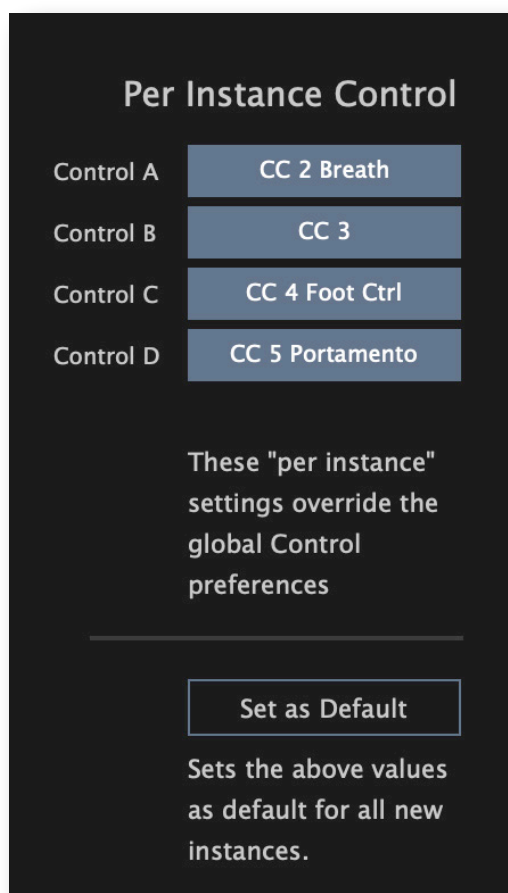 Per Instance Control
Control A CC 2 Breath
Control B CC 3
Control C CC 4 Foot Ctrl
Control D CC 5 Portamento
These "per instance"
settings override the
global Control
preferences
Set as Default
Sets the above values
as default for all new
instances.